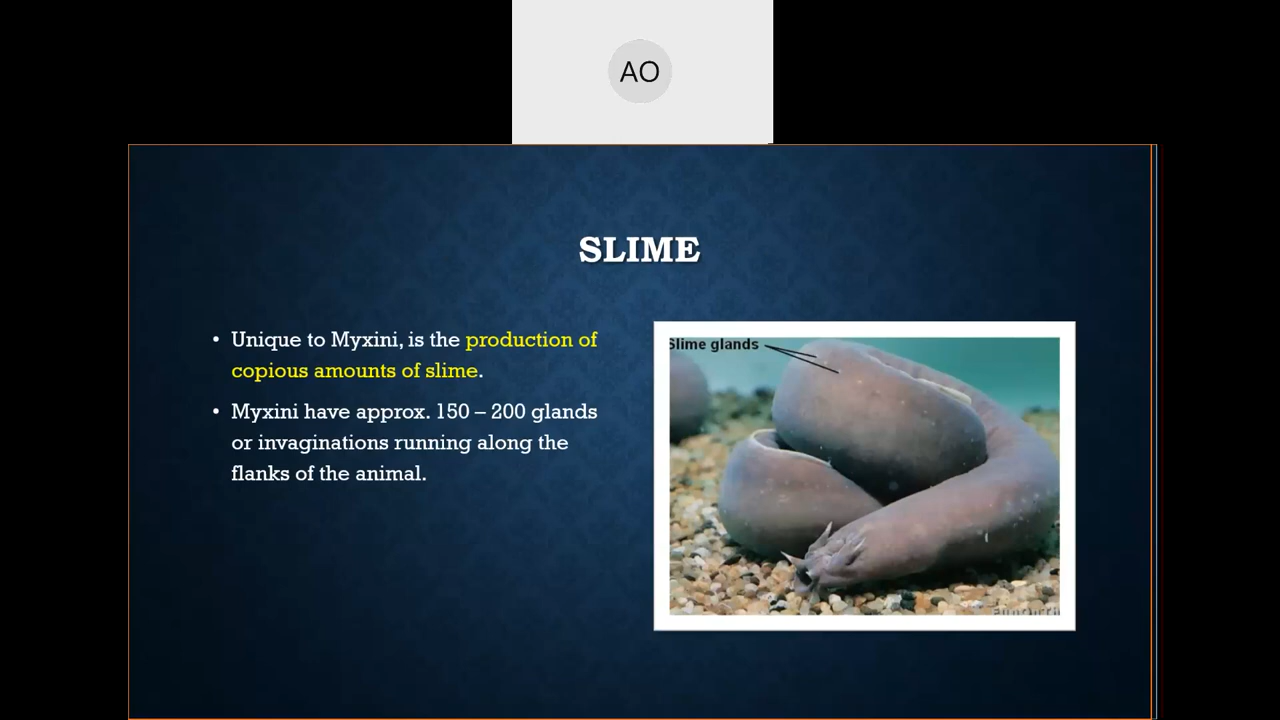 AO
SLIME
• Unique to Myxini, is the production of
copious amounts of slime.
• Myxini have approx. 150 – 200 glands
or invaginations running along the
flanks of the animal.
Slime glands